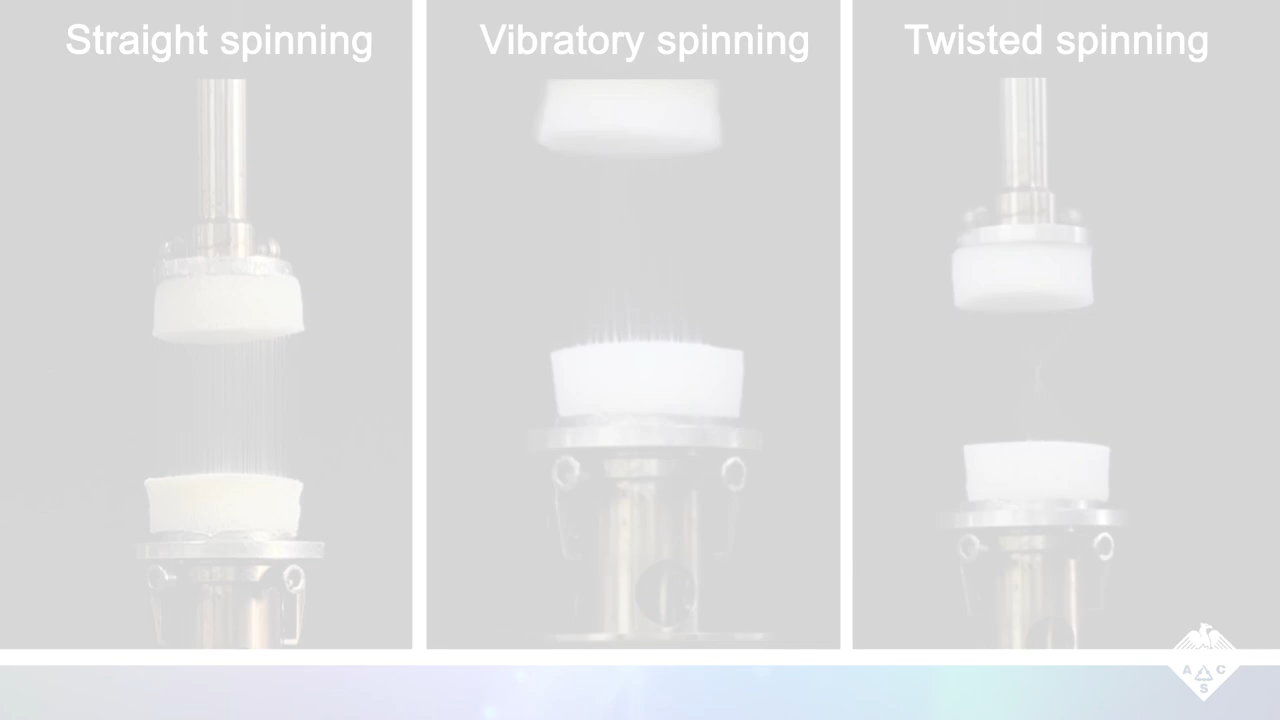 Straight spinning
Vibratory spinning
Twisted spinning
A C
S